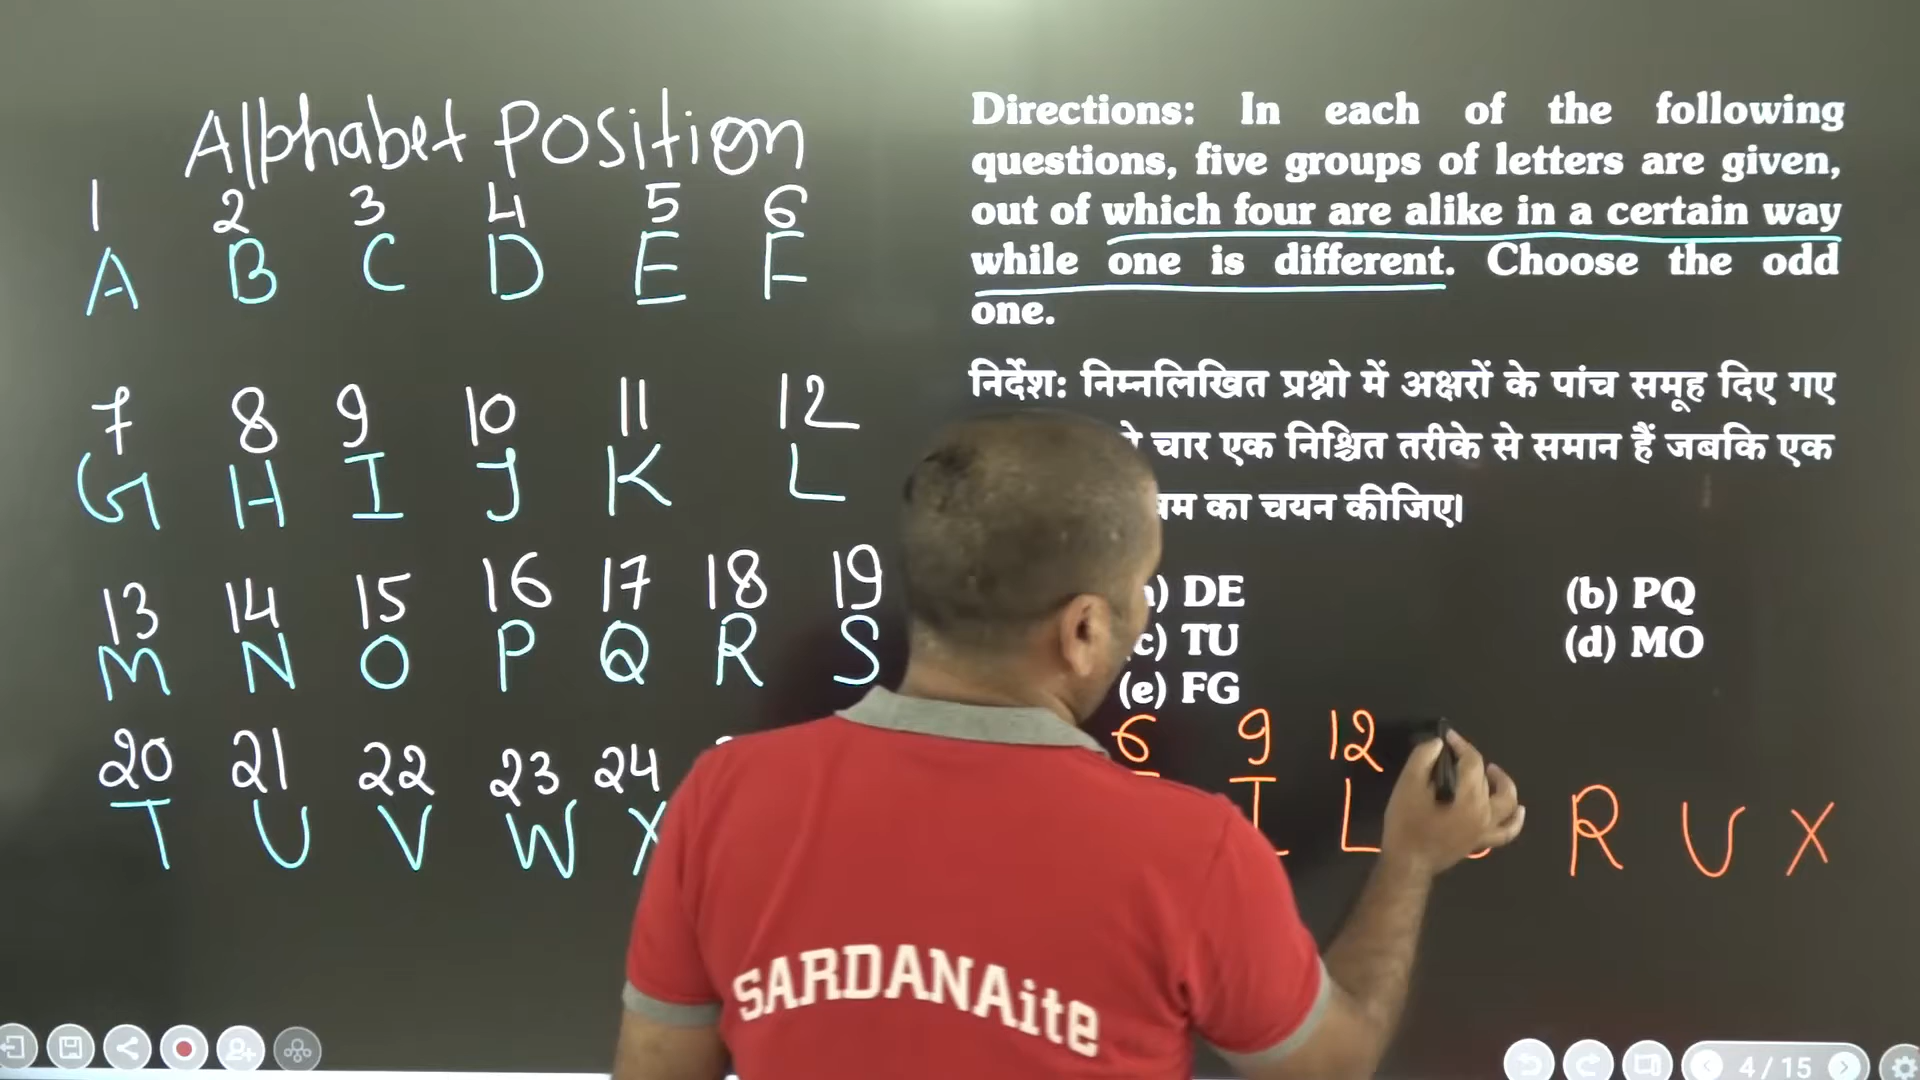 Alphabet Position
1 2 3 4 5 6
A B C D E F
7 8 9 10 11 12
G H I J K L
13 14 15 16 17 18 19
M N O P Q R S
20 21 22 23 24
T U V W X
Directions: In each of the following
questions, five groups of letters are given,
out of which four are alike in a certain way
while one is different. Choose the odd
one.
निर्देश: निम्नलिखित प्रश्नो में अक्षरों के पांच समूह दिए गए
चार एक निश्चित तरीके से समान हैं जबकि एक
का चयन कीजिए।
DE (b) PQ
(c) TU (d) MO
(e) FG
6 9 12
I L R U X
SARDANAite
4 / 15